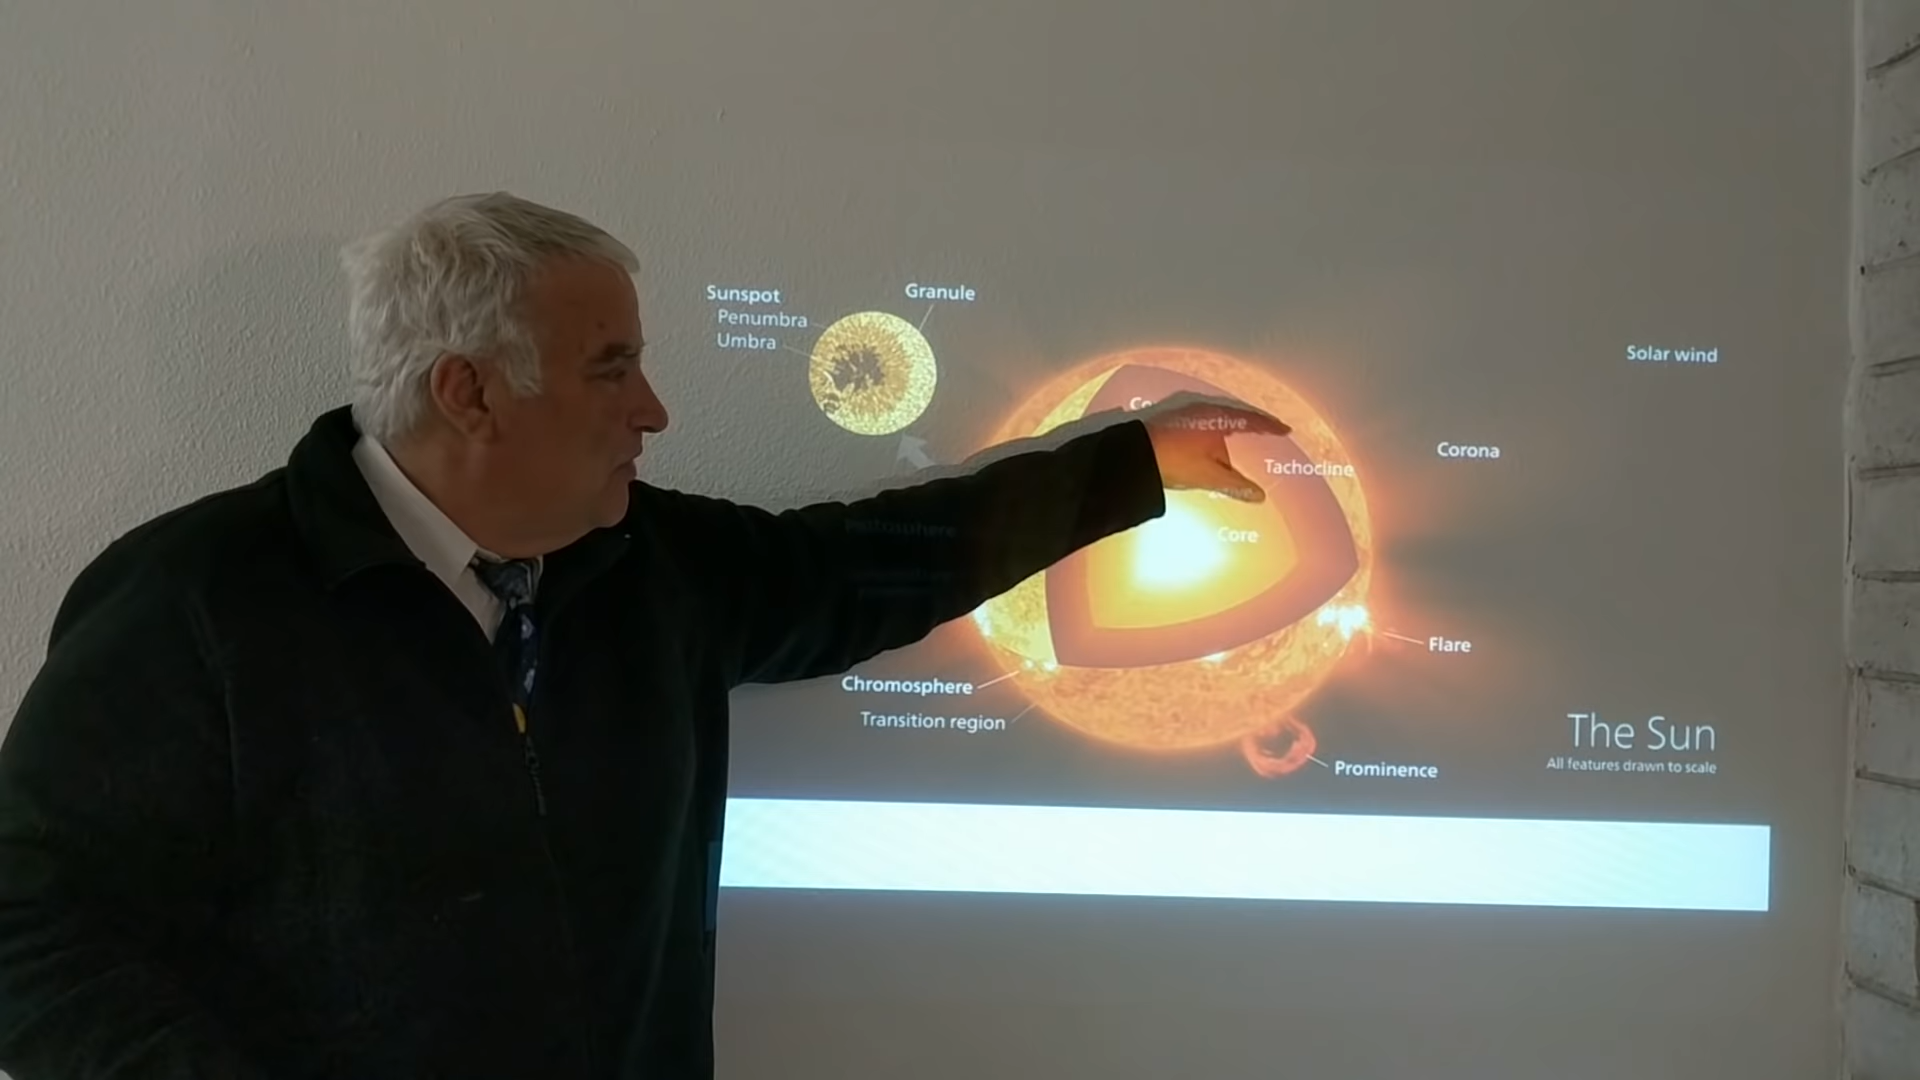 Sunspot
Penumbra
Umbra
Granule
Solar wind
Corona
Tachocline
Core
Flare
Chromosphere
Transition region
Prominence
The Sun
All features drawn to scale